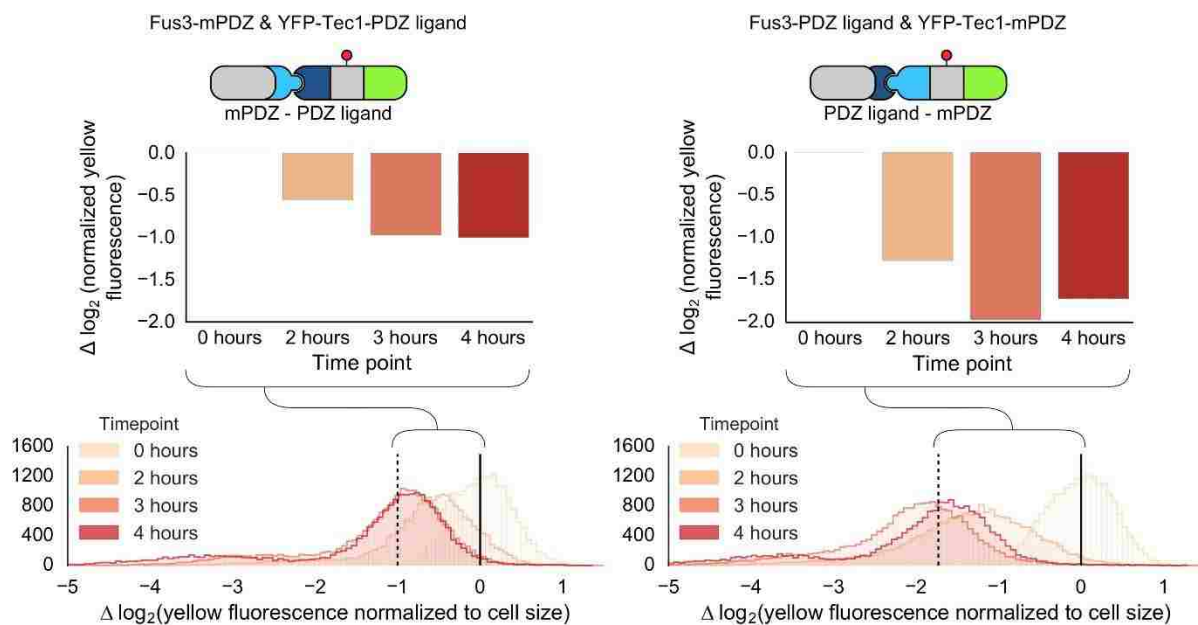 Fus3-mPDZ & YFP-Tec1-PDZ ligand
mPDZ - PDZ ligand
Δ log2 (normalized yellow
fluorescence)
0.0
−0.5
−1.0
−1.5
−2.0
0 hours 2 hours 3 hours 4 hours
Time point
Timepoint
0 hours
2 hours
3 hours
4 hours
1600
1200
800
400
0
−5 −4 −3 −2 −1 0 1
Δ log2(yellow fluorescence normalized to cell size)
Fus3-PDZ ligand & YFP-Tec1-mPDZ
PDZ ligand - mPDZ
Δ log2 (normalized yellow
fluorescence)
0.0
−0.5
−1.0
−1.5
−2.0
0 hours 2 hours 3 hours 4 hours
Time point
Timepoint
0 hours
2 hours
3 hours
4 hours
1600
1200
800
400
0
−5 −4 −3 −2 −1 0 1
Δ log2(yellow fluorescence normalized to cell size)